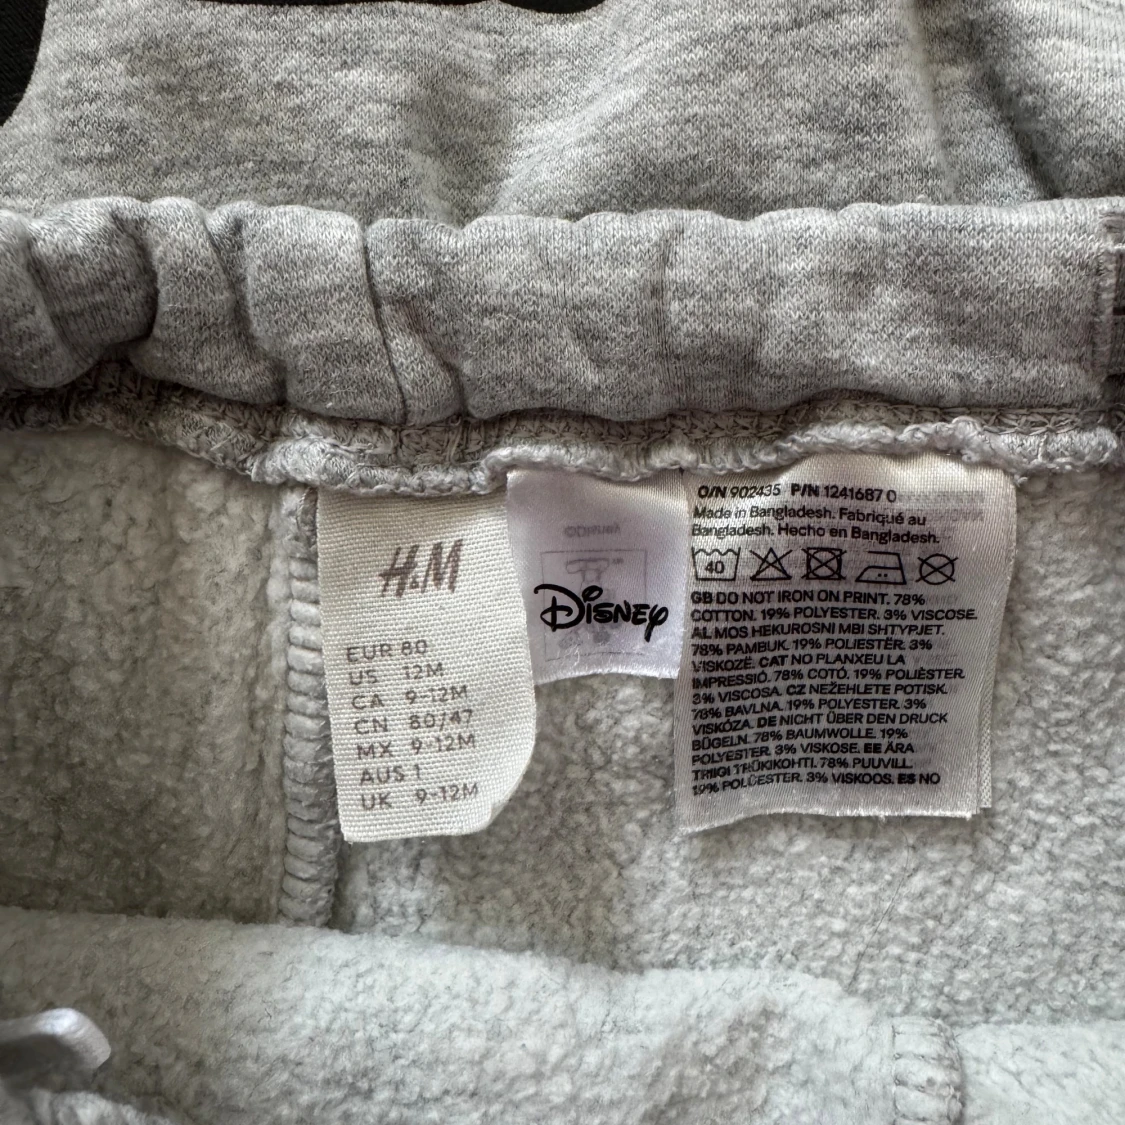 H&M
EUR 80
US 12M
CA 9-12M
CN 80/47
MX 9-12M
AUS 1
UK 9-12M
Disney
O/N 902435 P/N 1241687 0
Made in Bangladesh. Fabriqué au
Bangladesh. Hecho en Bangladesh.
40
GB DO NOT IRON ON PRINT. 78%
COTTON. 19% POLYESTER. 3% VISCOSE.
AL MOS HEKUROSNI MBI SHTYPJET.
78% PAMBUK. 19% POLIESTËR. 3%
VISKOZË. CAT NO PLANXEU LA
IMPRESSIÓ. 78% COTÓ. 19% POLIÈSTER.
3% VISCOSA. CZ NEŽEHLETE POTISK.
78% BAVLNA. 19% POLYESTER. 3%
VISKÓZA. DE NICHT ÜBER DEN DRUCK
BÜGELN. 78% BAUMWOLLE. 19%
POLYESTER. 3% VISKOSE. EE ÄRA
TRIIGI TRÜKIKOHTI. 78% PUUVILL.
19% POLÜESTER. 3% VISKOOS. ES NO